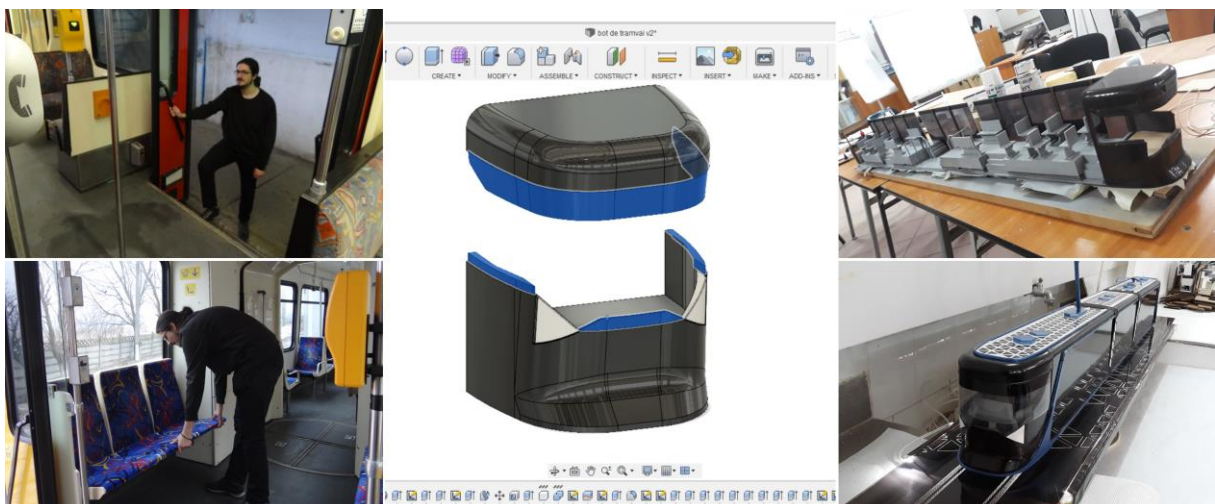 bot de tramvai v2*
CREATE ▾ MODIFY ▾ ASSEMBLE ▾ CONSTRUCT ▾ INSPECT ▾ INSERT ▾ MAKE ▾ ADD-INS ▾